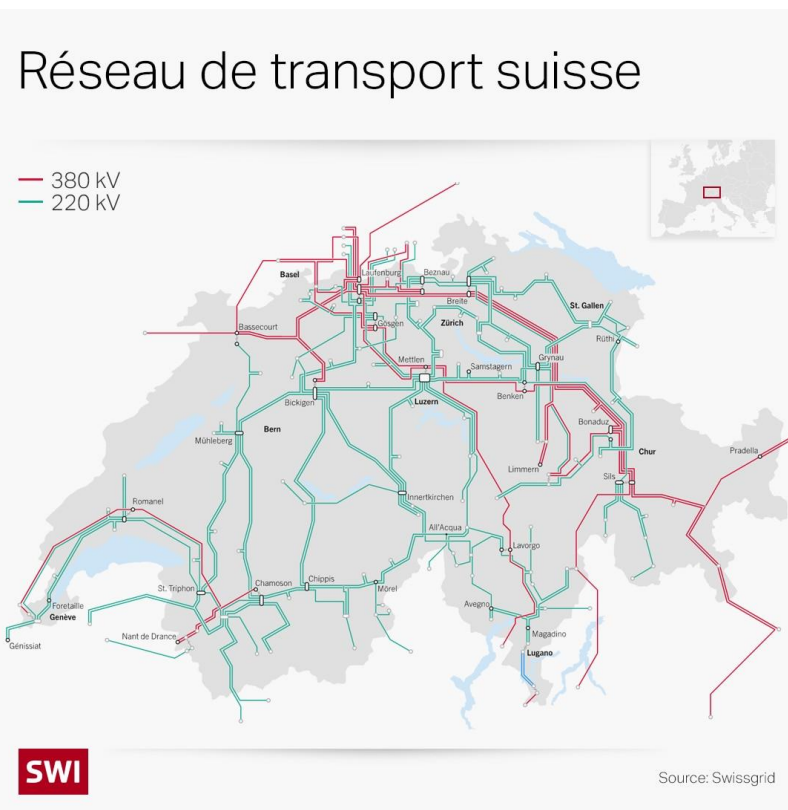 Réseau de transport suisse
380 kV
220 kV
Basel
Laufenburg
Beznau
Breite
St. Gallen
Bassecourt
Gösgen
Zürich
Rüthi
Mettlen
Samstagern
Grynau
Bickigen
Luzern
Benken
Mühleberg
Bern
Bonaduz
Chur
Pradella
Limmern
Sils
Innertkirchen
Romanel
All'Acqua
Lavorgo
St. Triphon
Chamoson
Chippis
Mörel
Foretaille
Genève
Avegno
Génissiat
Nant de Drance
Magadino
Lugano
SWI
Source: Swissgrid